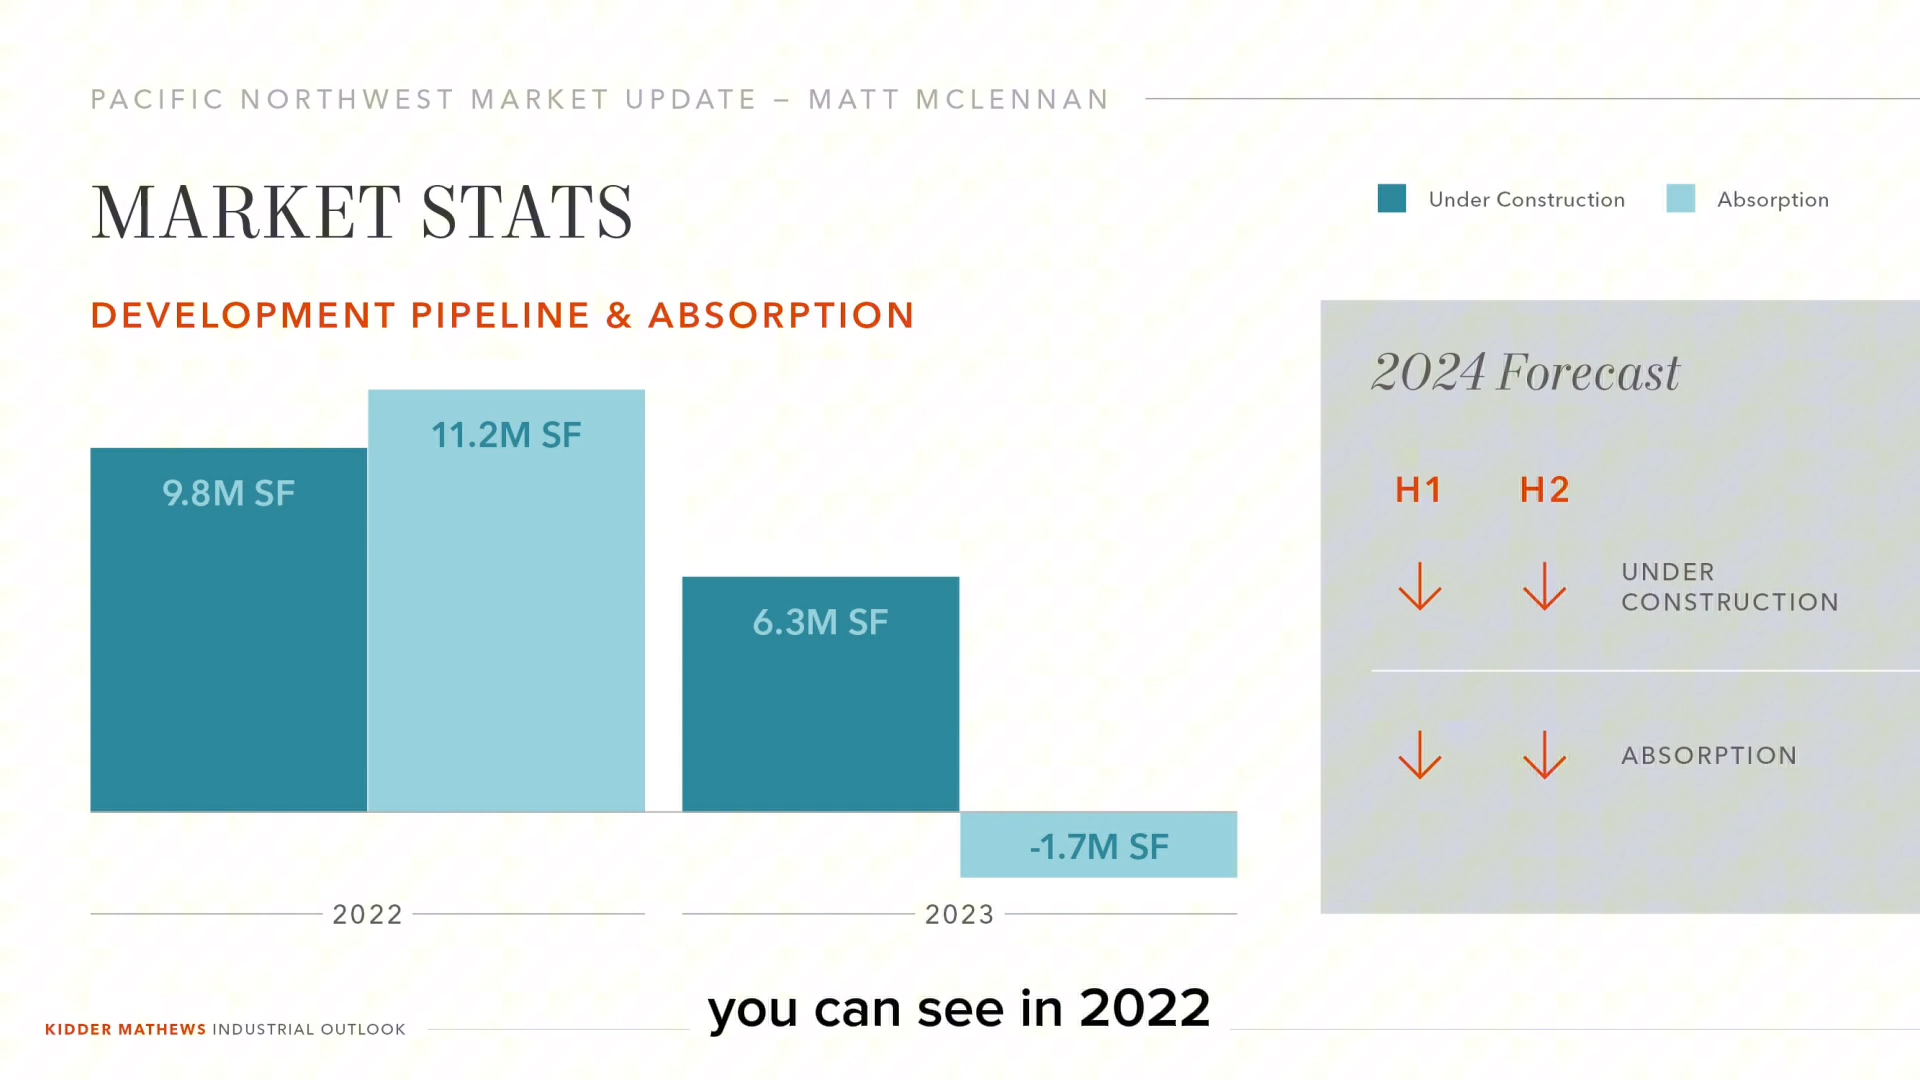 PACIFIC NORTHWEST MARKET UPDATE – MATT MCLENNAN
MARKET STATS
Under Construction
Absorption
DEVELOPMENT PIPELINE & ABSORPTION
9.8M SF
11.2M SF
6.3M SF
-1.7M SF
2022
2023
2024 Forecast
H1 H2
UNDER
CONSTRUCTION
ABSORPTION
you can see in 2022
KIDDER MATHEWS INDUSTRIAL OUTLOOK